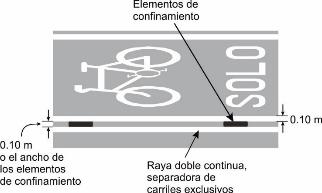 Elementos de
confinamiento
SOLO
0.10 m
0.10 m
o el ancho de
los elementos
de confinamiento
Raya doble continua,
separadora de
carriles exclusivos